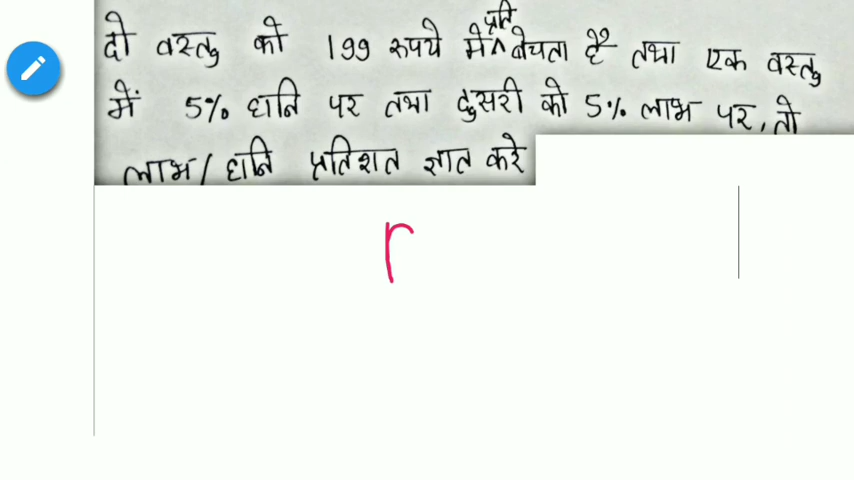 दो वस्तु को 199 रुपये में प्रति बेचता है तथा एक वस्तु
में 5% हानि पर तथा दुसरी को 5% लाभ पर, तो
लाभ/हानि प्रतिशत ज्ञात करे
r